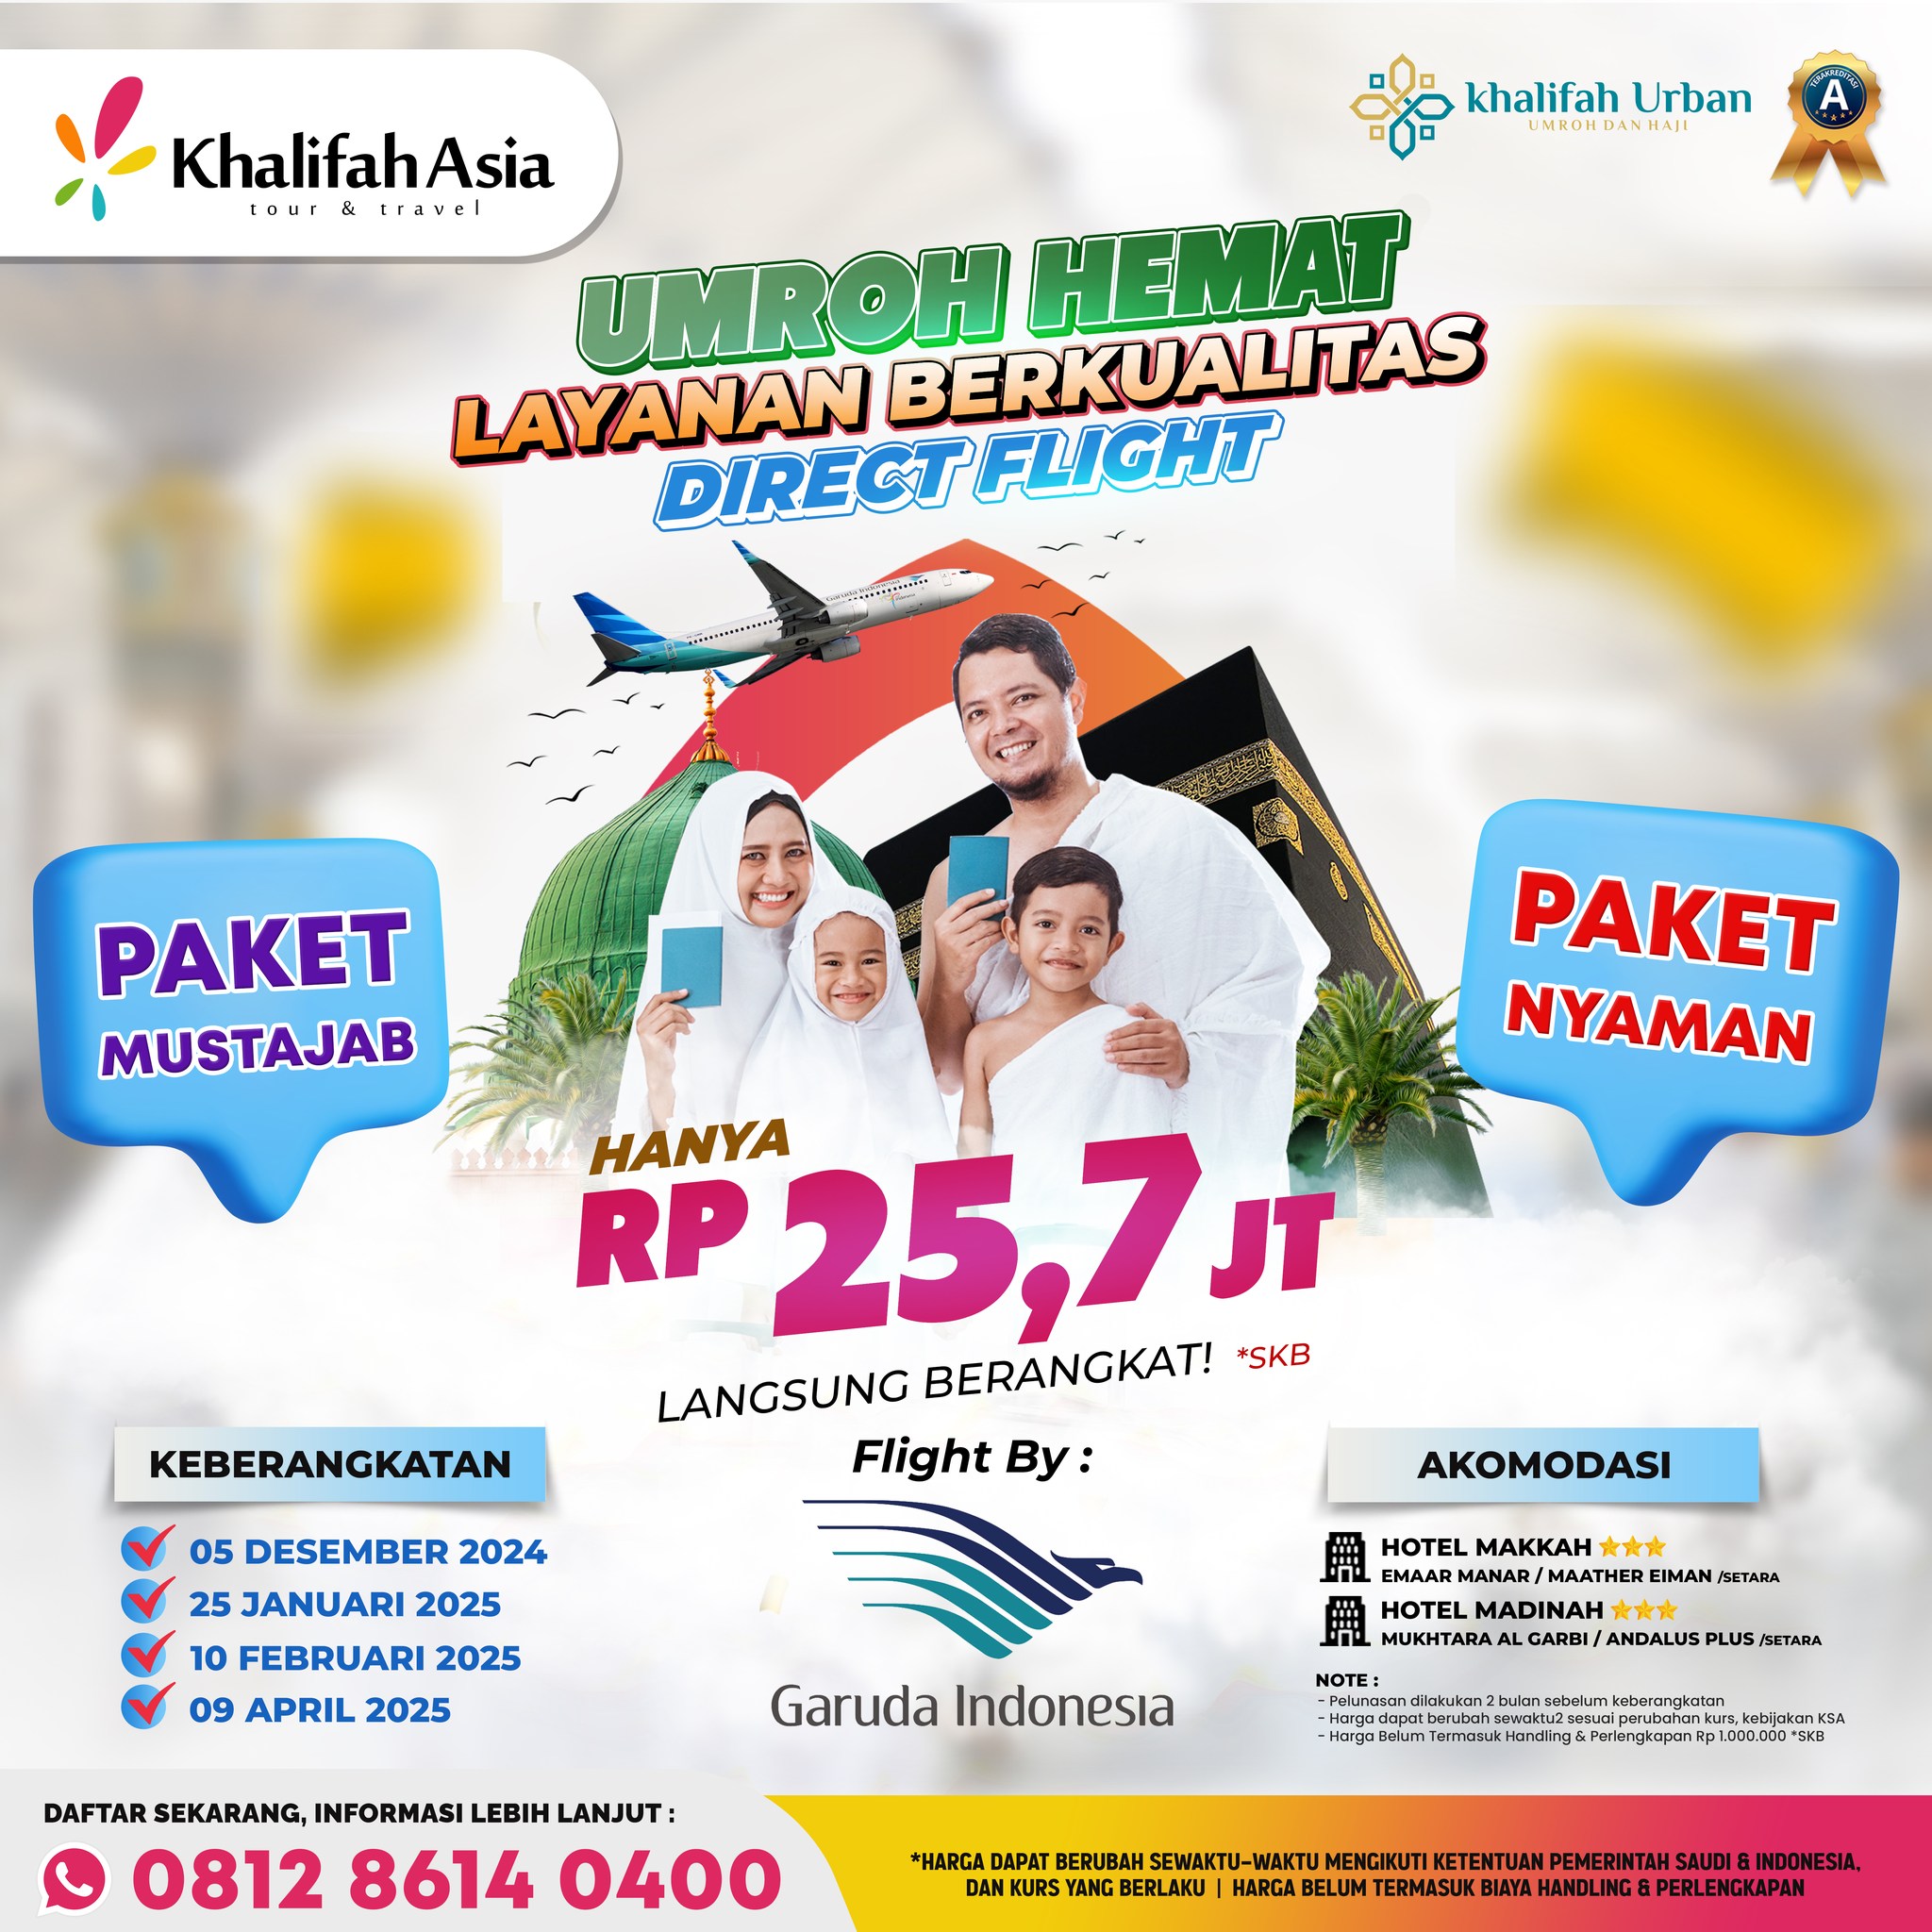 Khalifah Asia
tour & travel
khalifah Urban
UMROH DAN HAJI
TERAKREDITASI
A
UMROH HEMAT
LAYANAN BERKUALITAS
DIRECT FLIGHT
Garuda Indonesia
PAKET
MUSTAJAB
PAKET
NYAMAN
HANYA
RP 25,7 JT
LANGSUNG BERANGKAT! *SKB
KEBERANGKATAN
05 DESEMBER 2024
25 JANUARI 2025
10 FEBRUARI 2025
09 APRIL 2025
Flight By :
Garuda Indonesia
AKOMODASI
HOTEL MAKKAH
EMAAR MANAR / MAATHER EIMAN /SETARA
HOTEL MADINAH
MUKHTARA AL GARBI / ANDALUS PLUS /SETARA
NOTE :
- Pelunasan dilakukan 2 bulan sebelum keberangkatan
- Harga dapat berubah sewaktu2 sesuai perubahan kurs, kebijakan KSA
- Harga Belum Termasuk Handling & Perlengkapan Rp 1.000.000 *SKB
DAFTAR SEKARANG, INFORMASI LEBIH LANJUT :
0812 8614 0400
*HARGA DAPAT BERUBAH SEWAKTU-WAKTU MENGIKUTI KETENTUAN PEMERINTAH SAUDI & INDONESIA,
DAN KURS YANG BERLAKU | HARGA BELUM TERMASUK BIAYA HANDLING & PERLENGKAPAN